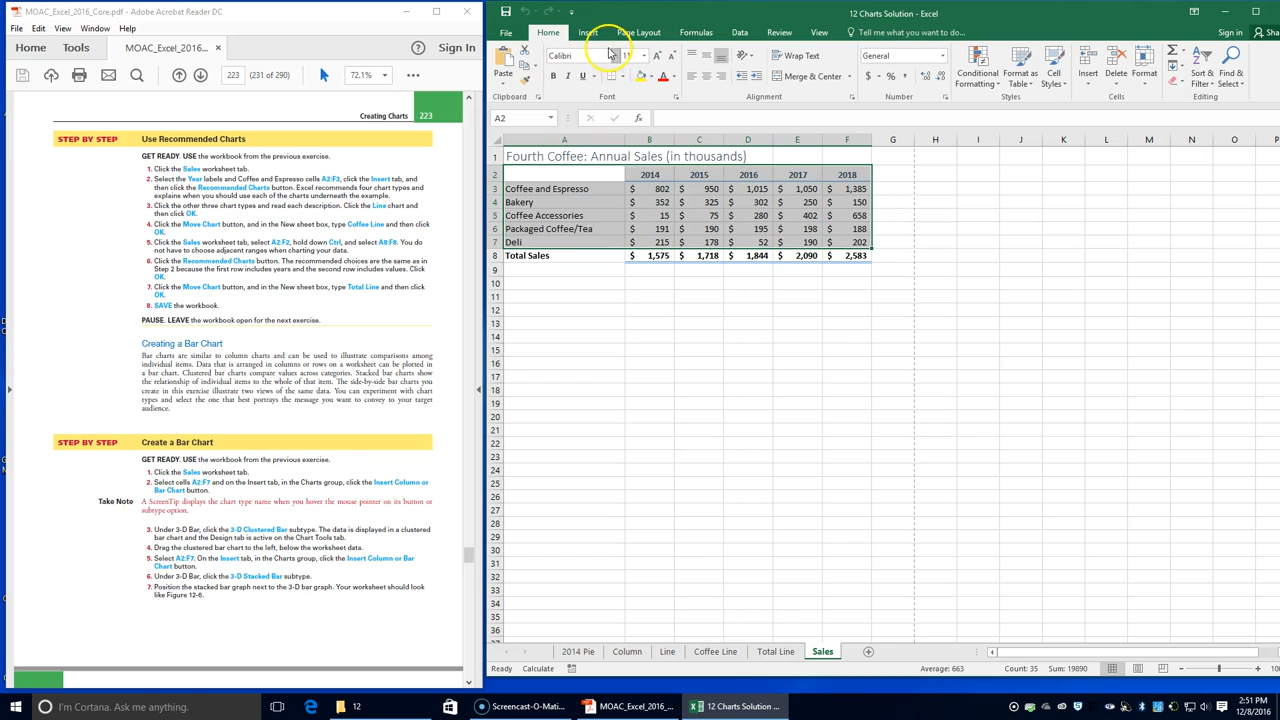 MOAC_Excel_2016_Core.pdf - Adobe Acrobat Reader DC
File Edit View Window Help
Home Tools MOAC_Excel_2016... × Sign In
223 (231 of 290) 72.1%
Creating Charts 223
STEP BY STEP Use Recommended Charts
GET READY. USE the workbook from the previous exercise.
1. Click the Sales worksheet tab.
2. Select the Year labels and Coffee and Espresso cells A2:F3, click the Insert tab, and
then click the Recommended Charts button. Excel recommends four chart types and
explains when you should use each of the charts underneath the example.
3. Click the other three chart types and read each description. Click the Line chart and
then click OK.
4. Click the Move Chart button, and in the New sheet box, type Coffee Line and then click
OK.
5. Click the Sales worksheet tab, select A2:F2, hold down Ctrl, and select A8:F8. You do
not have to choose adjacent ranges when charting your data.
6. Click the Recommended Charts button. The recommended choices are the same as in
Step 2 because the first row includes years and the second row includes values. Click
OK.
7. Click the Move Chart button, and in the New sheet box, type Total Line and then click
OK.
8. SAVE the workbook.
PAUSE. LEAVE the workbook open for the next exercise.
Creating a Bar Chart
Bar charts are similar to column charts and can be used to illustrate comparisons among
individual items. Data that is arranged in columns or rows on a worksheet can be plotted in
a bar chart. Clustered bar charts compare values across categories. Stacked bar charts show
the relationship of individual items to the whole of that item. The side-by-side bar charts you
create in this exercise illustrate two views of the same data. You can experiment with chart
types and select the one that best portrays the message you want to convey to your target
audience.
STEP BY STEP Create a Bar Chart
GET READY. USE the workbook from the previous exercise.
1. Click the Sales worksheet tab.
2. Select cells A2:F7 and on the Insert tab, in the Charts group, click the Insert Column or
Bar Chart button.
Take Note A ScreenTip displays the chart type name when you hover the mouse pointer on its button or
subtype option.
3. Under 3-D Bar, click the 3-D Clustered Bar subtype. The data is displayed in a clustered
bar chart and the Design tab is active on the Chart Tools tab.
4. Drag the clustered bar chart to the left, below the worksheet data.
5. Select A2:F7. On the Insert tab, in the Charts group, click the Insert Column or Bar
Chart button.
6. Under 3-D Bar, click the 3-D Stacked Bar subtype.
7. Position the stacked bar graph next to the 3-D bar graph. Your worksheet should look
like Figure 12-6.
12 Charts Solution - Excel
File Home Insert Page Layout Formulas Data Review View Tell me what you want to do... Sign in Sha
Paste Calibri 11 Wrap Text General Conditional Format as Cell Insert Delete Format Sort & Find &
B I U A Merge & Center $ % , Formatting Table Styles Filter Select
Clipboard Font Alignment Number Styles Cells Editing
A2 fx
A B C D E F G H I J K L M N O
1 Fourth Coffee: Annual Sales (in thousands)
2 2014 2015 2016 2017 2018
3 Coffee and Espresso $ 802 $ 950 $ 1,015 $ 1,050 $ 1,385
4 Bakery $ 352 $ 325 $ 302 $ 250 $ 150
5 Coffee Accessories $ 15 $ 75 $ 280 $ 402 $ 658
6 Packaged Coffee/Tea $ 191 $ 190 $ 195 $ 198 $ 188
7 Deli $ 215 $ 178 $ 52 $ 190 $ 202
8 Total Sales $ 1,575 $ 1,718 $ 1,844 $ 2,090 $ 2,583
9
10
11
12
13
14
15
16
17
18
19
20
21
22
23
24
25
26
27
28
29
30
31
32
33
34
35
36
2014 Pie Column Line Coffee Line Total Line Sales
Ready Calculate Average: 663 Count: 35 Sum: 19890
I'm Cortana. Ask me anything. 12 Screencast-O-Mati... MOAC_Excel_2016_... 12 Charts Solution -...
2:51 PM
12/8/2016